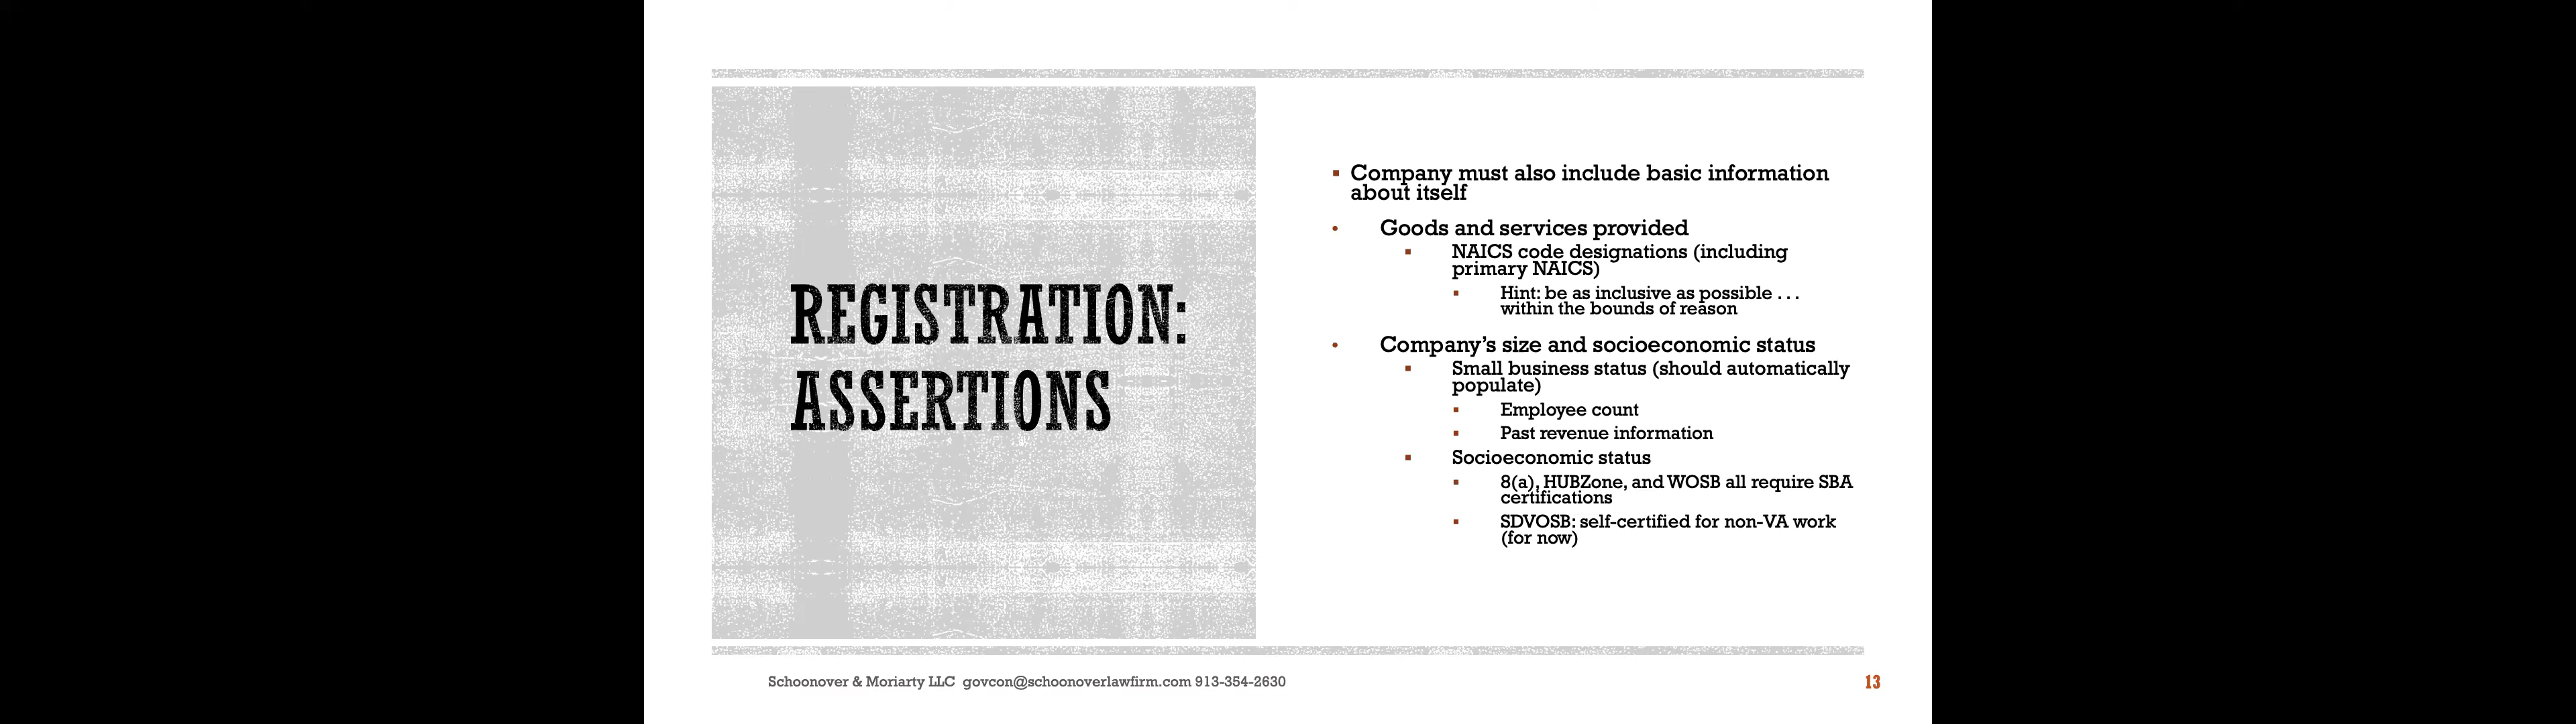 REGISTRATION:
ASSERTIONS
▪ Company must also include basic information
about itself
• Goods and services provided
▪ NAICS code designations (including
primary NAICS)
▪ Hint: be as inclusive as possible . . .
within the bounds of reason
• Company’s size and socioeconomic status
▪ Small business status (should automatically
populate)
▪ Employee count
▪ Past revenue information
▪ Socioeconomic status
▪ 8(a), HUBZone, and WOSB all require SBA
certifications
▪ SDVOSB: self-certified for non-VA work
(for now)
Schoonover & Moriarty LLC govcon@schoonoverlawfirm.com 913-354-2630
13